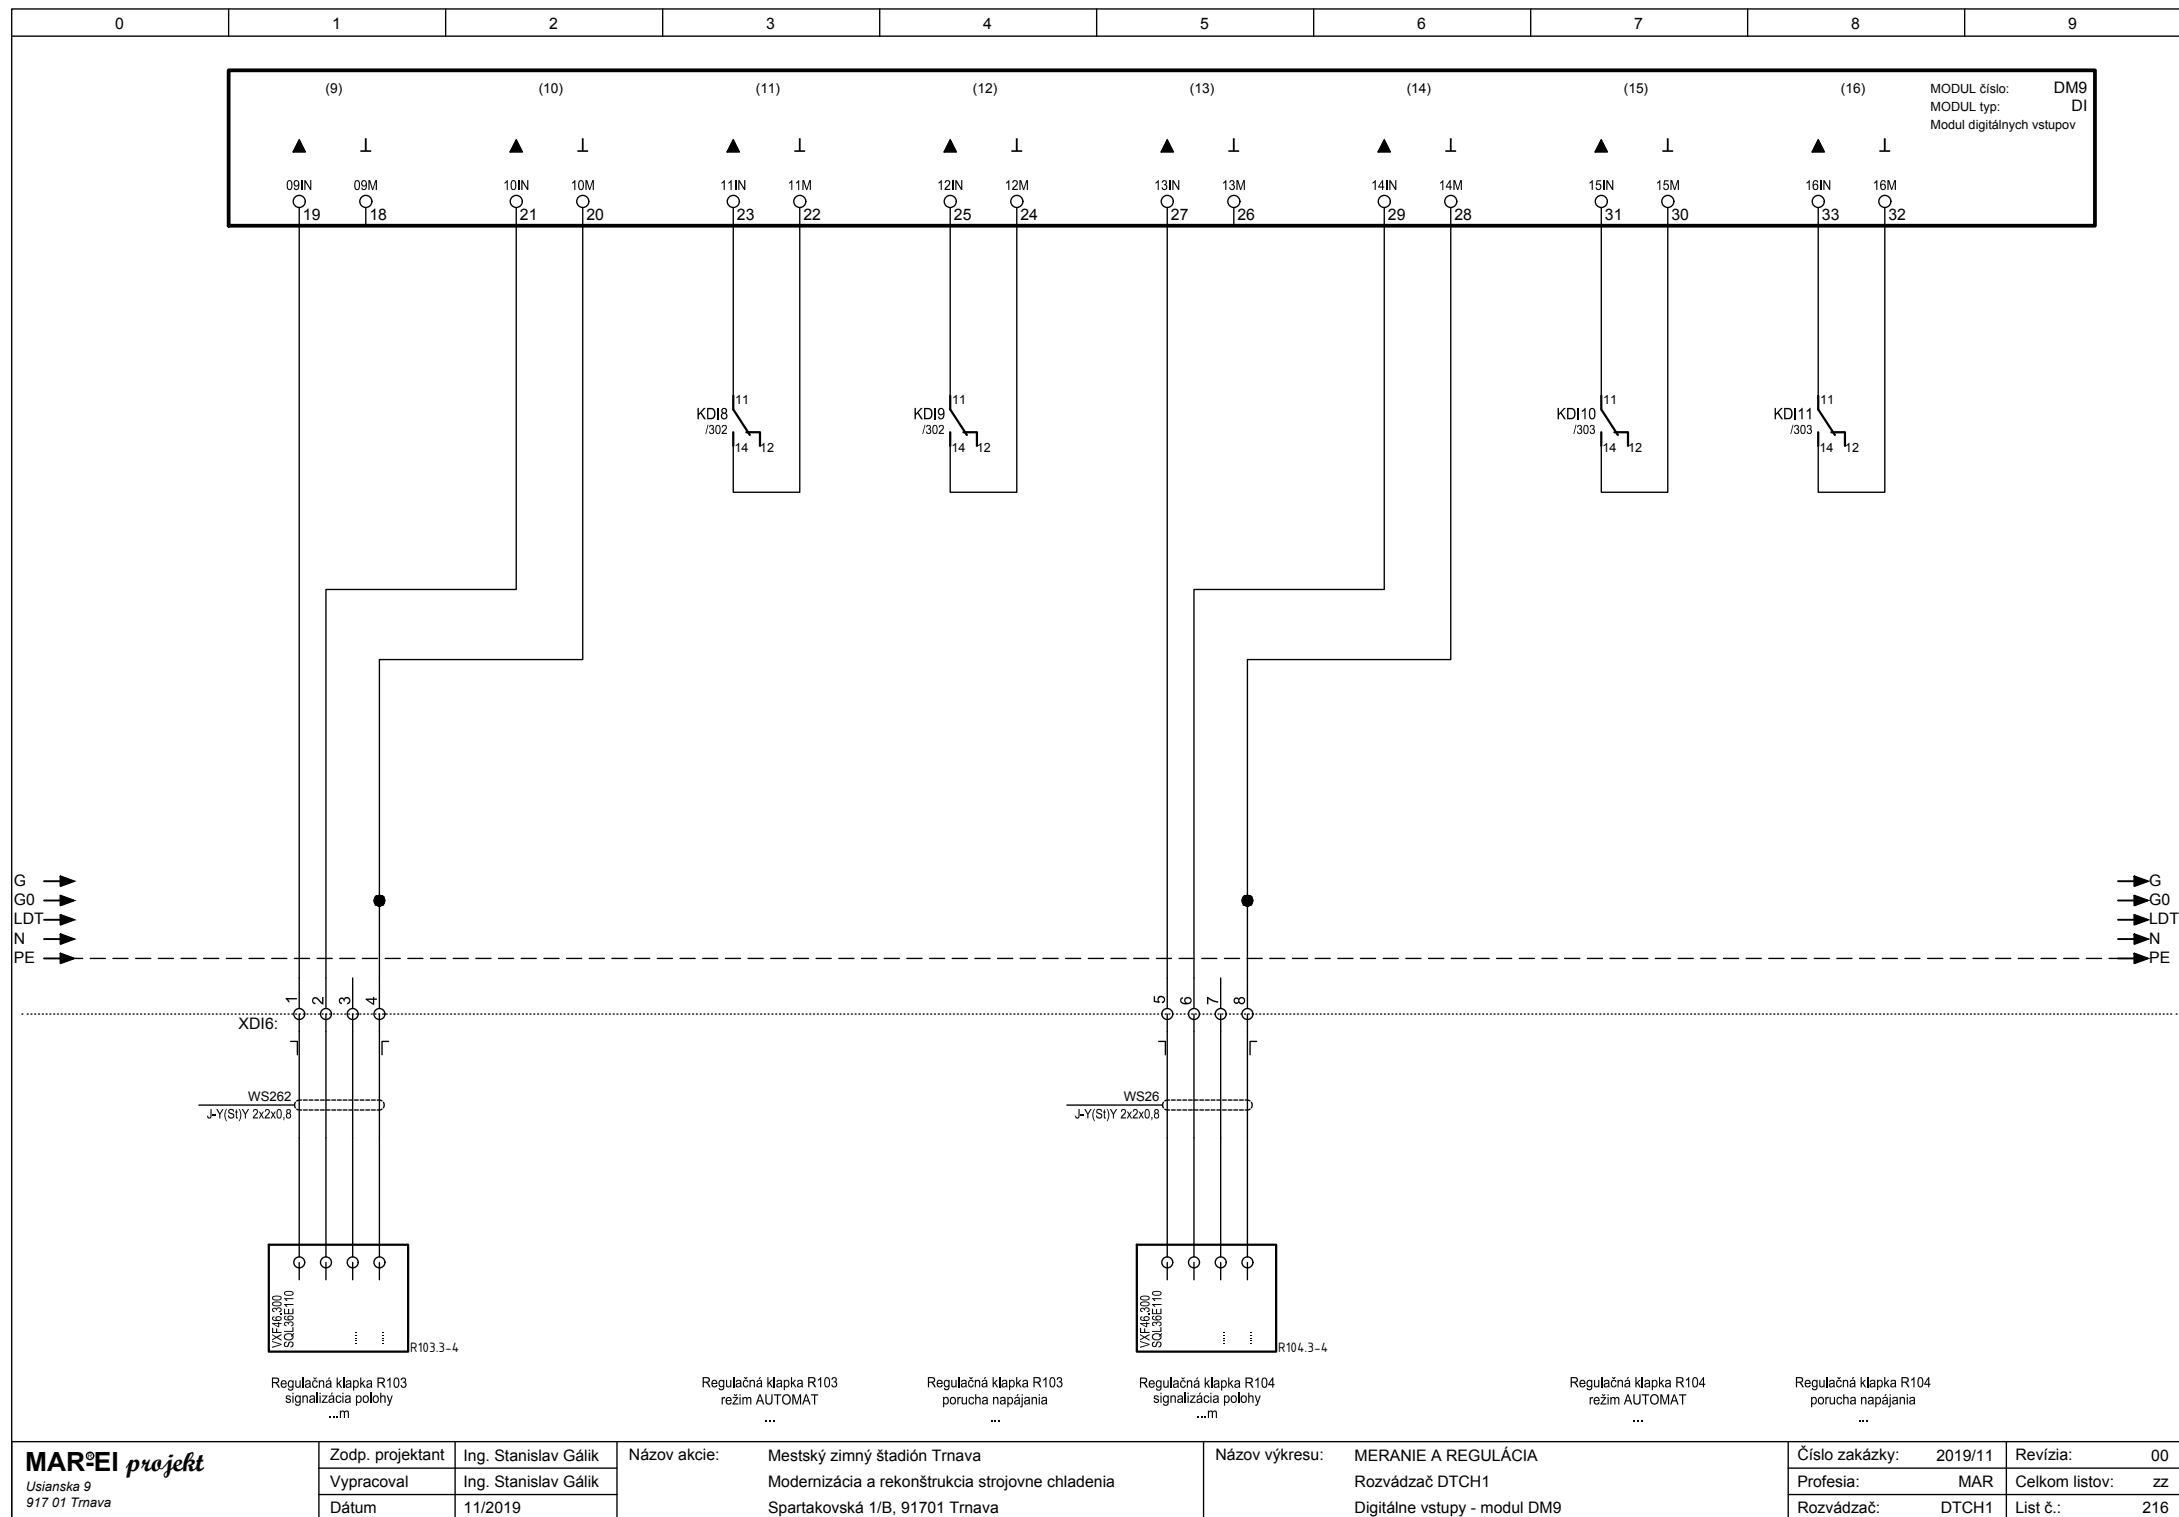 0 1 2 3 4 5 6 7 8 9
(9) (10) (11) (12) (13) (14) (15) (16)
MODUL číslo: DM9
MODUL typ: DI
Modul digitálnych vstupov
09IN 09M 10IN 10M 11IN 11M 12IN 12M 13IN 13M 14IN 14M 15IN 15M 16IN 16M
19 18 21 20 23 22 25 24 27 26 29 28 31 30 33 32
KDI8 11
/302
14 12
KDI9 11
/302
14 12
KDI10 11
/303
14 12
KDI11 11
/303
14 12
G G
G0 G0
LDT LDT
N N
PE PE
1 2 3 4 5 6 7 8
XDI6:
WS262
J-Y(St)Y 2x2x0,8
WS26
J-Y(St)Y 2x2x0,8
VXF46.300
SQL36E110
....
....
R103.3-4
VXF46.300
SQL36E110
....
....
R104.3-4
Regulačná klapka R103
signalizácia polohy
...m
Regulačná klapka R103
režim AUTOMAT
...
Regulačná klapka R103
porucha napájania
...
Regulačná klapka R104
signalizácia polohy
...m
Regulačná klapka R104
režim AUTOMAT
...
Regulačná klapka R104
porucha napájania
...
MAR-EI projekt
Usianska 9
917 01 Trnava
Zodp. projektant Ing. Stanislav Gálik
Vypracoval Ing. Stanislav Gálik
Dátum 11/2019
Názov akcie: Mestský zimný štadión Trnava
Modernizácia a rekonštrukcia strojovne chladenia
Spartakovská 1/B, 91701 Trnava
Názov výkresu: MERANIE A REGULÁCIA
Rozvádzač DTCH1
Digitálne vstupy - modul DM9
Číslo zakázky: 2019/11 Revízia: 00
Profesia: MAR Celkom listov: zz
Rozvádzač: DTCH1 List č.: 216